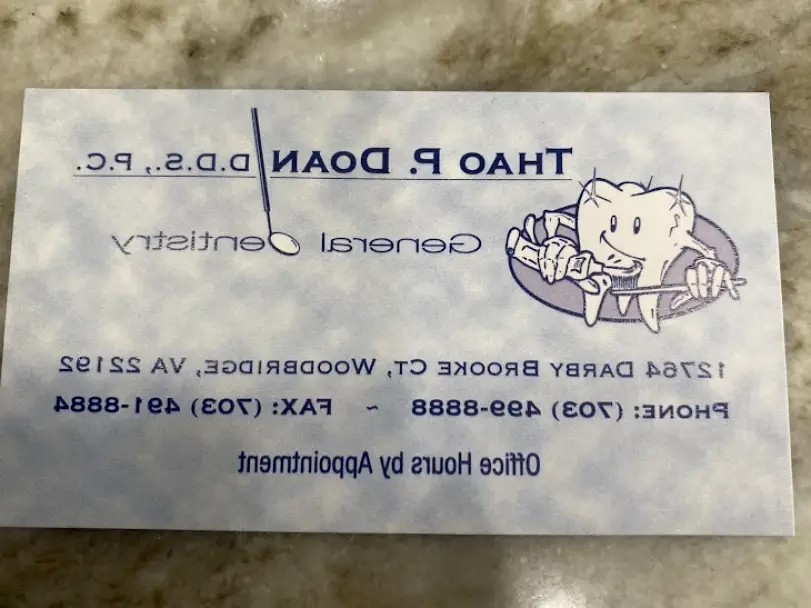 THAO P. DOAN D.D.S., P.C.
General Dentistry
12764 DARBY BROOKE CT, WOODBRIDGE, VA 22192
PHONE: (703) 499-8888 ~ FAX: (703) 491-8884
Office Hours by Appointment